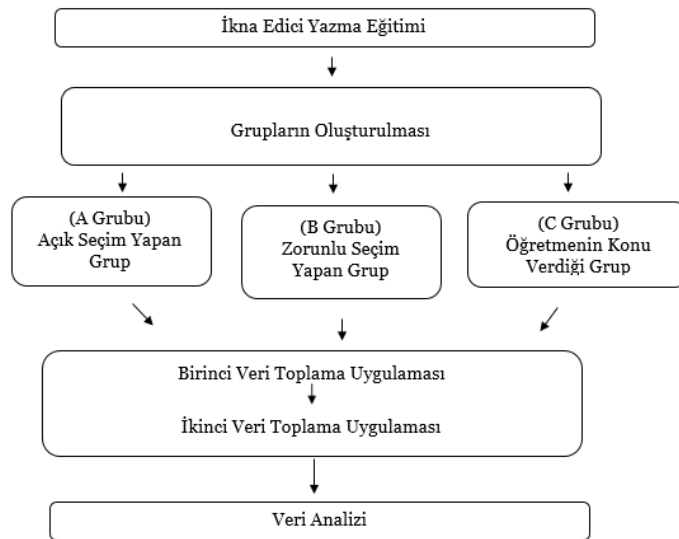 İkna Edici Yazma Eğitimi
Grupların Oluşturulması
(A Grubu)
Açık Seçim Yapan
Grup
(B Grubu)
Zorunlu Seçim
Yapan Grup
(C Grubu)
Öğretmenin Konu
Verdiği Grup
Birinci Veri Toplama Uygulaması
İkinci Veri Toplama Uygulaması
Veri Analizi